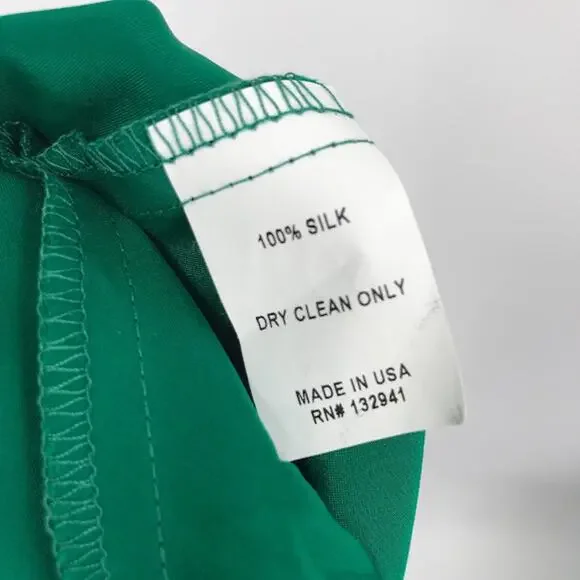 100% SILK
DRY CLEAN ONLY
MADE IN USA
RN# 132941